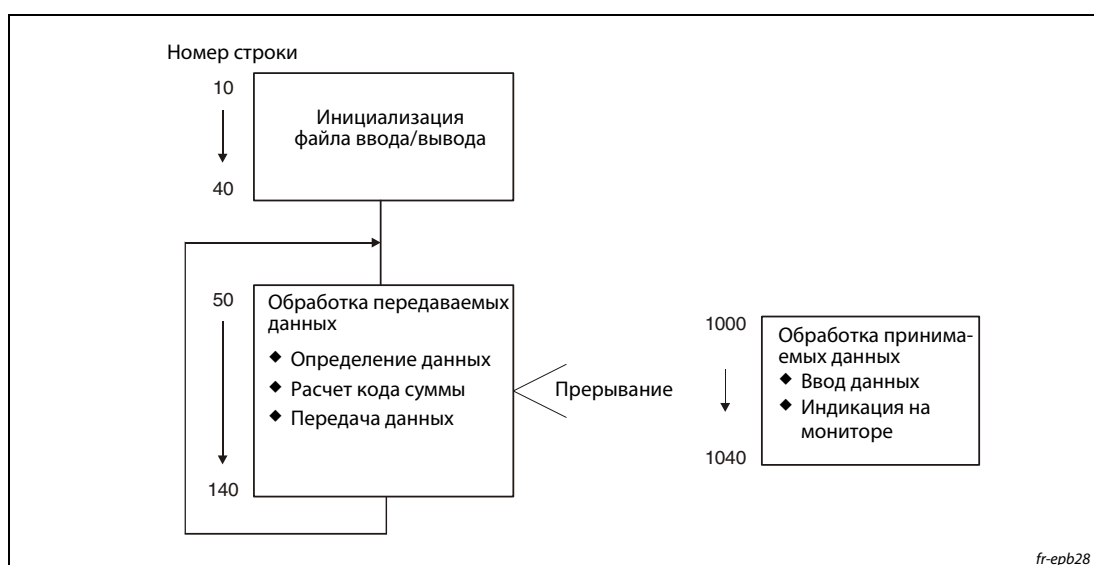 Номер строки
10
Инициализация
файла ввода/вывода
40
50
Обработка передаваемых
данных
◆ Определение данных
◆ Расчет кода суммы
◆ Передача данных
140
Прерывание
1000
Обработка принима-
емых данных
◆ Ввод данных
◆ Индикация на
мониторе
1040
fr-epb28